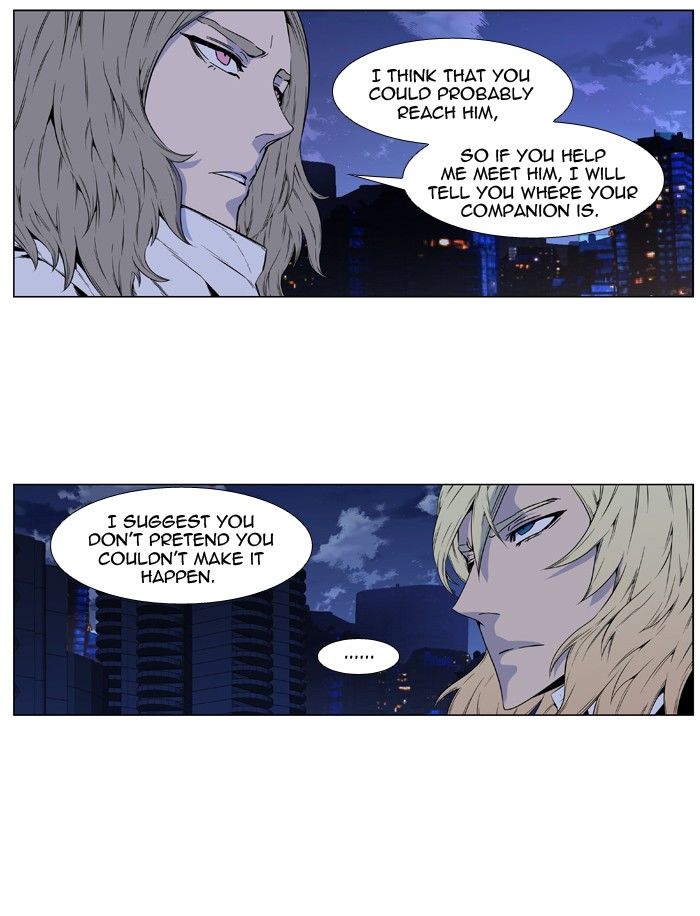 I THINK THAT YOU
COULD PROBABLY
REACH HIM,
SO IF YOU HELP
ME MEET HIM, I WILL
TELL YOU WHERE YOUR
COMPANION IS.
I SUGGEST YOU
DON'T PRETEND YOU
COULDN'T MAKE IT
HAPPEN.
......